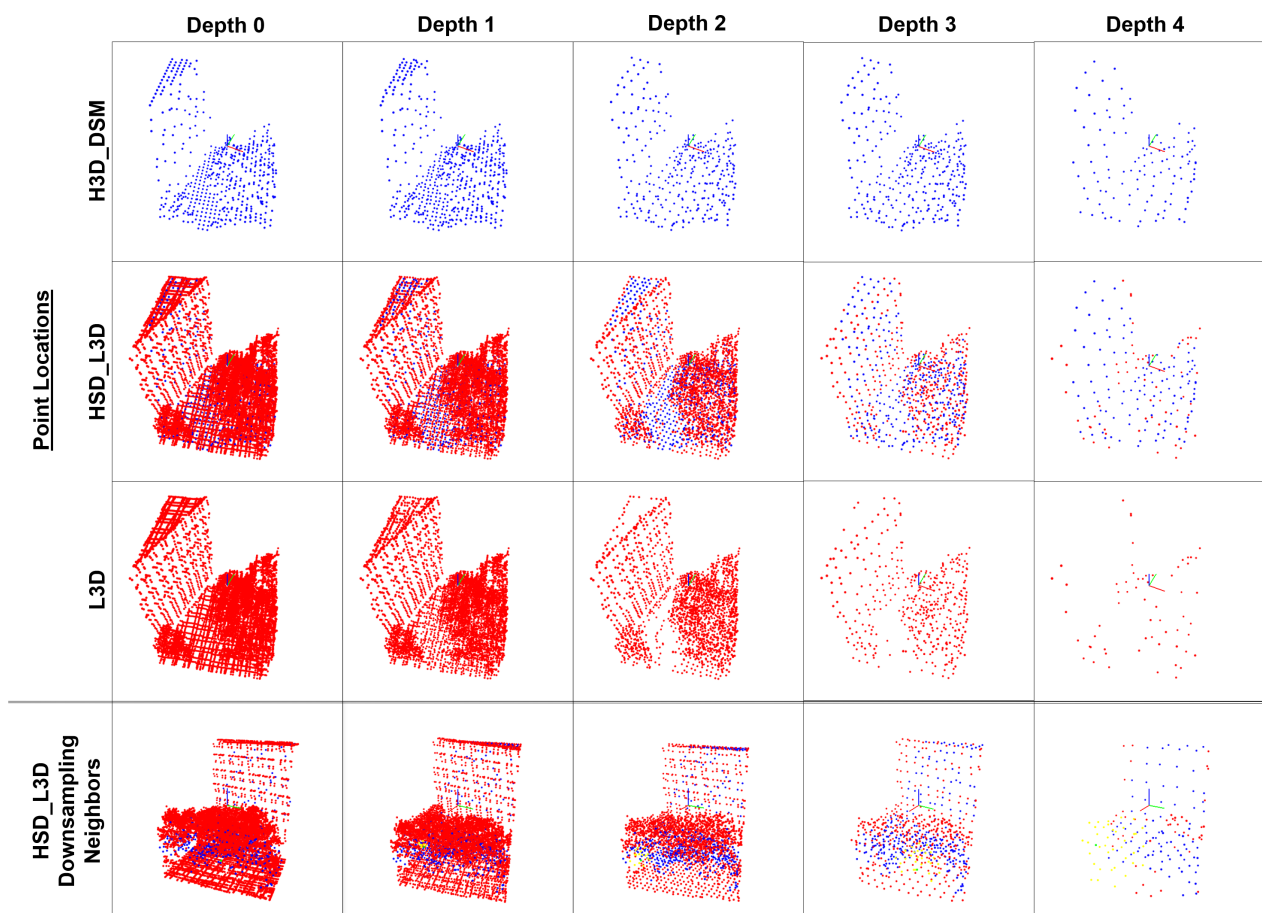 Depth 0
Depth 1
Depth 2
Depth 3
Depth 4
H3D_DSM
Point Locations
HSD_L3D
L3D
HSD_L3D
Downsampling
Neighbors